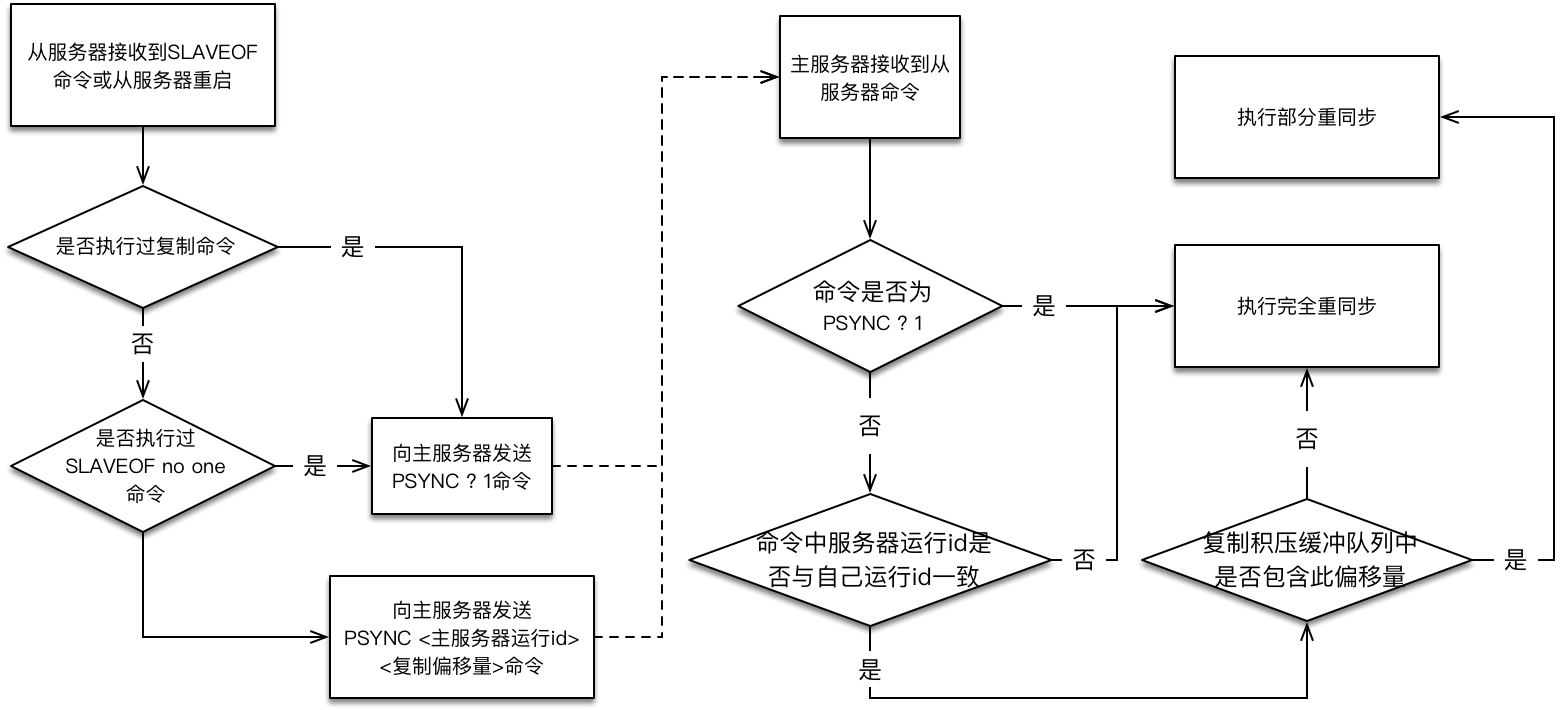 从服务器接收到SLAVEOF
命令或从服务器重启
是否执行过复制命令
是
否
是否执行过
SLAVEOF no one
命令
是
向主服务器发送
PSYNC ? 1命令
向主服务器发送
PSYNC <主服务器运行id>
<复制偏移量>命令
主服务器接收到从
服务器命令
命令是否为
PSYNC ? 1
是
否
命令中服务器运行id是
否与自己运行id一致
否
是
执行部分重同步
执行完全重同步
否
复制积压缓冲队列中
是否包含此偏移量
是